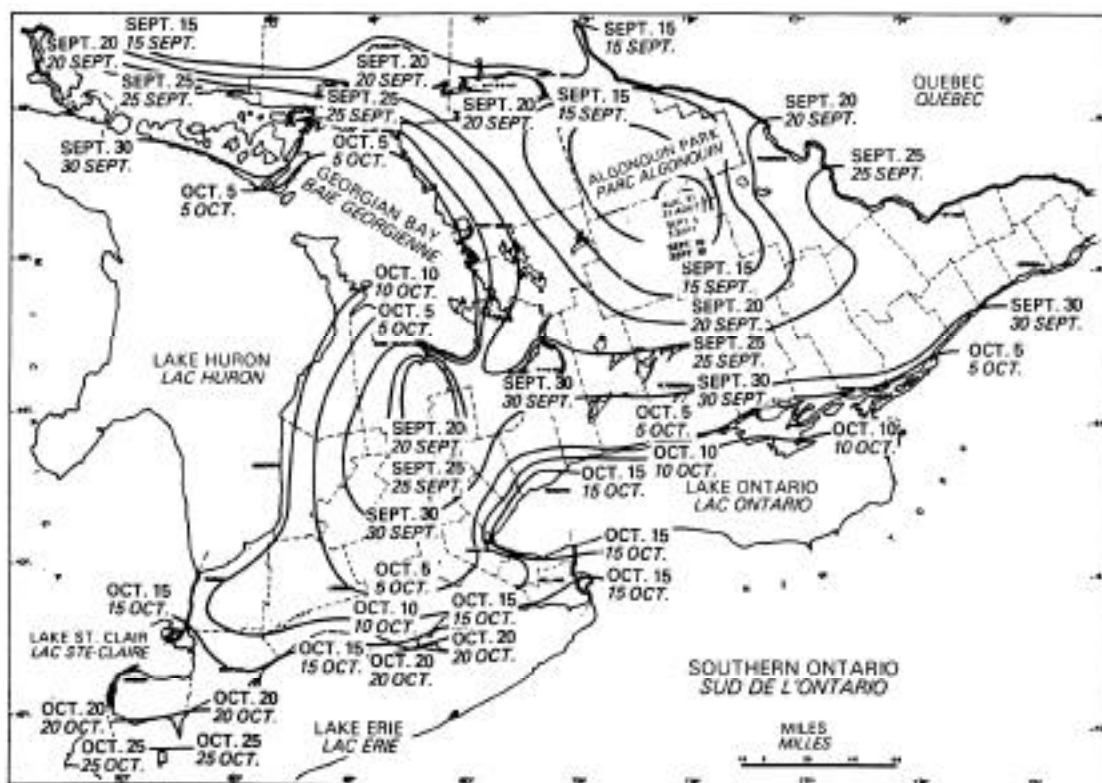 SEPT. 15
15 SEPT.
SEPT. 20
20 SEPT.
SEPT. 25
25 SEPT.
SEPT. 30
30 SEPT.
OCT. 5
5 OCT.
SEPT. 20
20 SEPT.
SEPT. 25
25 SEPT.
OCT. 5
5 OCT.
SEPT. 20
20 SEPT.
SEPT. 15
15 SEPT.
SEPT. 15
15 SEPT.
QUEBEC
QUÉBEC
SEPT. 20
20 SEPT.
SEPT. 25
25 SEPT.
ALGONQUIN PARK
PARC ALGONQUIN
GEORGIAN BAY
BAIE GEORGIENNE
SEPT. 15
15 SEPT.
SEPT. 20
20 SEPT.
SEPT. 25
25 SEPT.
SEPT. 30
30 SEPT.
OCT. 5
5 OCT.
OCT. 10
10 OCT.
OCT. 5
5 OCT.
LAKE HURON
LAC HURON
SEPT. 30
30 SEPT.
SEPT. 30
30 SEPT.
OCT. 5
5 OCT.
OCT. 10
10 OCT.
OCT. 10
10 OCT.
OCT. 15
15 OCT.
LAKE ONTARIO
LAC ONTARIO
SEPT. 20
20 SEPT.
SEPT. 25
25 SEPT.
SEPT. 30
30 SEPT.
OCT. 5
5 OCT.
OCT. 10
10 OCT.
OCT. 15
15 OCT.
OCT. 15
15 OCT.
OCT. 15
15 OCT.
OCT. 20
20 OCT.
OCT. 15
15 OCT.
OCT. 20
20 OCT.
OCT. 15
15 OCT.
LAKE ST. CLAIR
LAC STE-CLAIRE
OCT. 20
20 OCT.
OCT. 20
20 OCT.
OCT. 25
25 OCT.
OCT. 25
25 OCT.
LAKE ERIE
LAC ERIE
SOUTHERN ONTARIO
SUD DE L'ONTARIO
MILES
MILLES